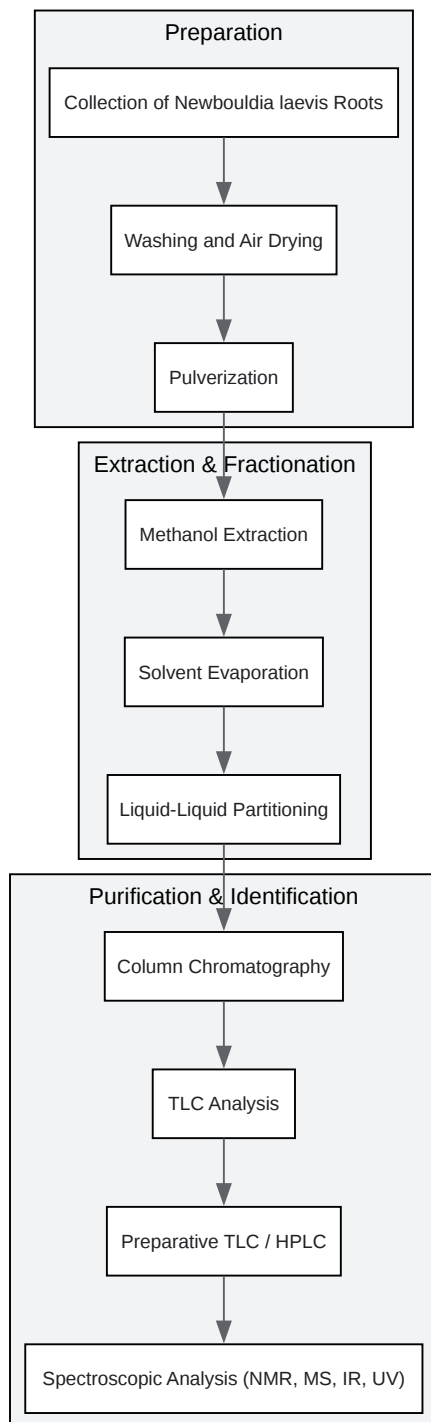 Preparation
Collection of Newbouldia laevis Roots
Washing and Air Drying
Pulverization
Extraction & Fractionation
Methanol Extraction
Solvent Evaporation
Liquid-Liquid Partitioning
Purification & Identification
Column Chromatography
TLC Analysis
Preparative TLC / HPLC
Spectroscopic Analysis (NMR, MS, IR, UV)